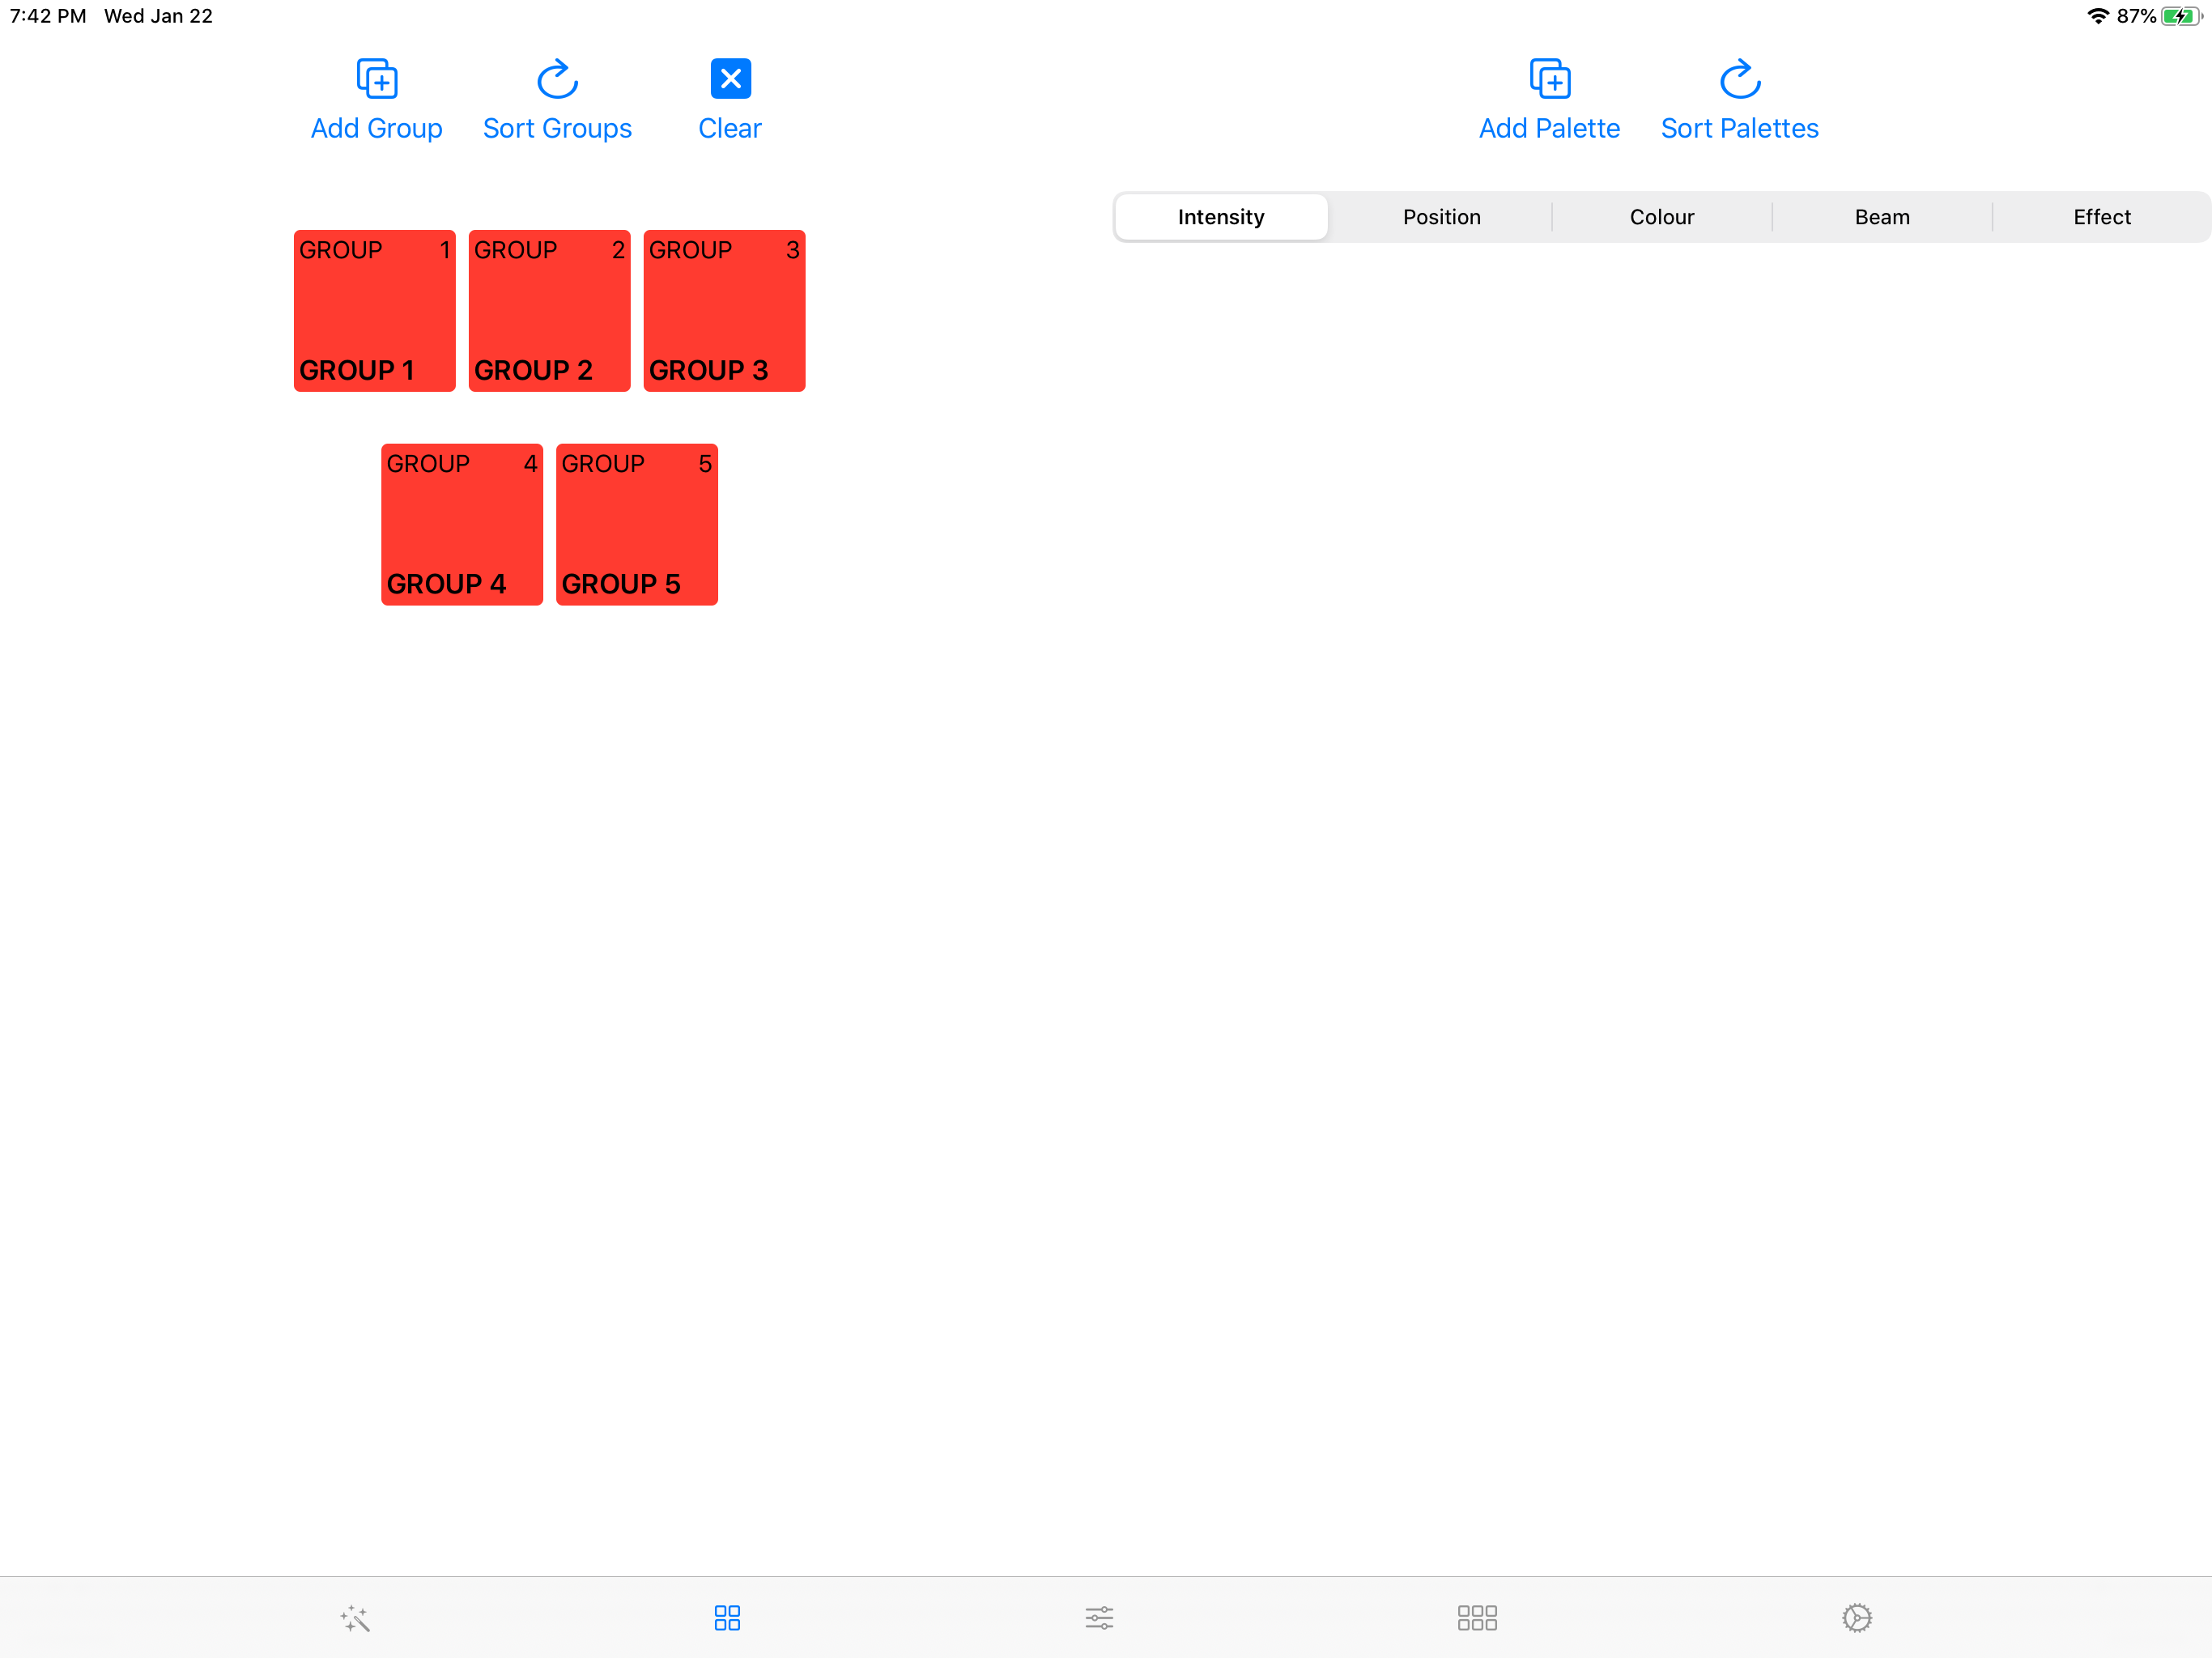 7:42 PM Wed Jan 22
87%
Add Group Sort Groups Clear
Add Palette Sort Palettes
Intensity Position Colour Beam Effect
GROUP 1 GROUP 2 GROUP 3
GROUP 1 GROUP 2 GROUP 3
GROUP 4 GROUP 5
GROUP 4 GROUP 5